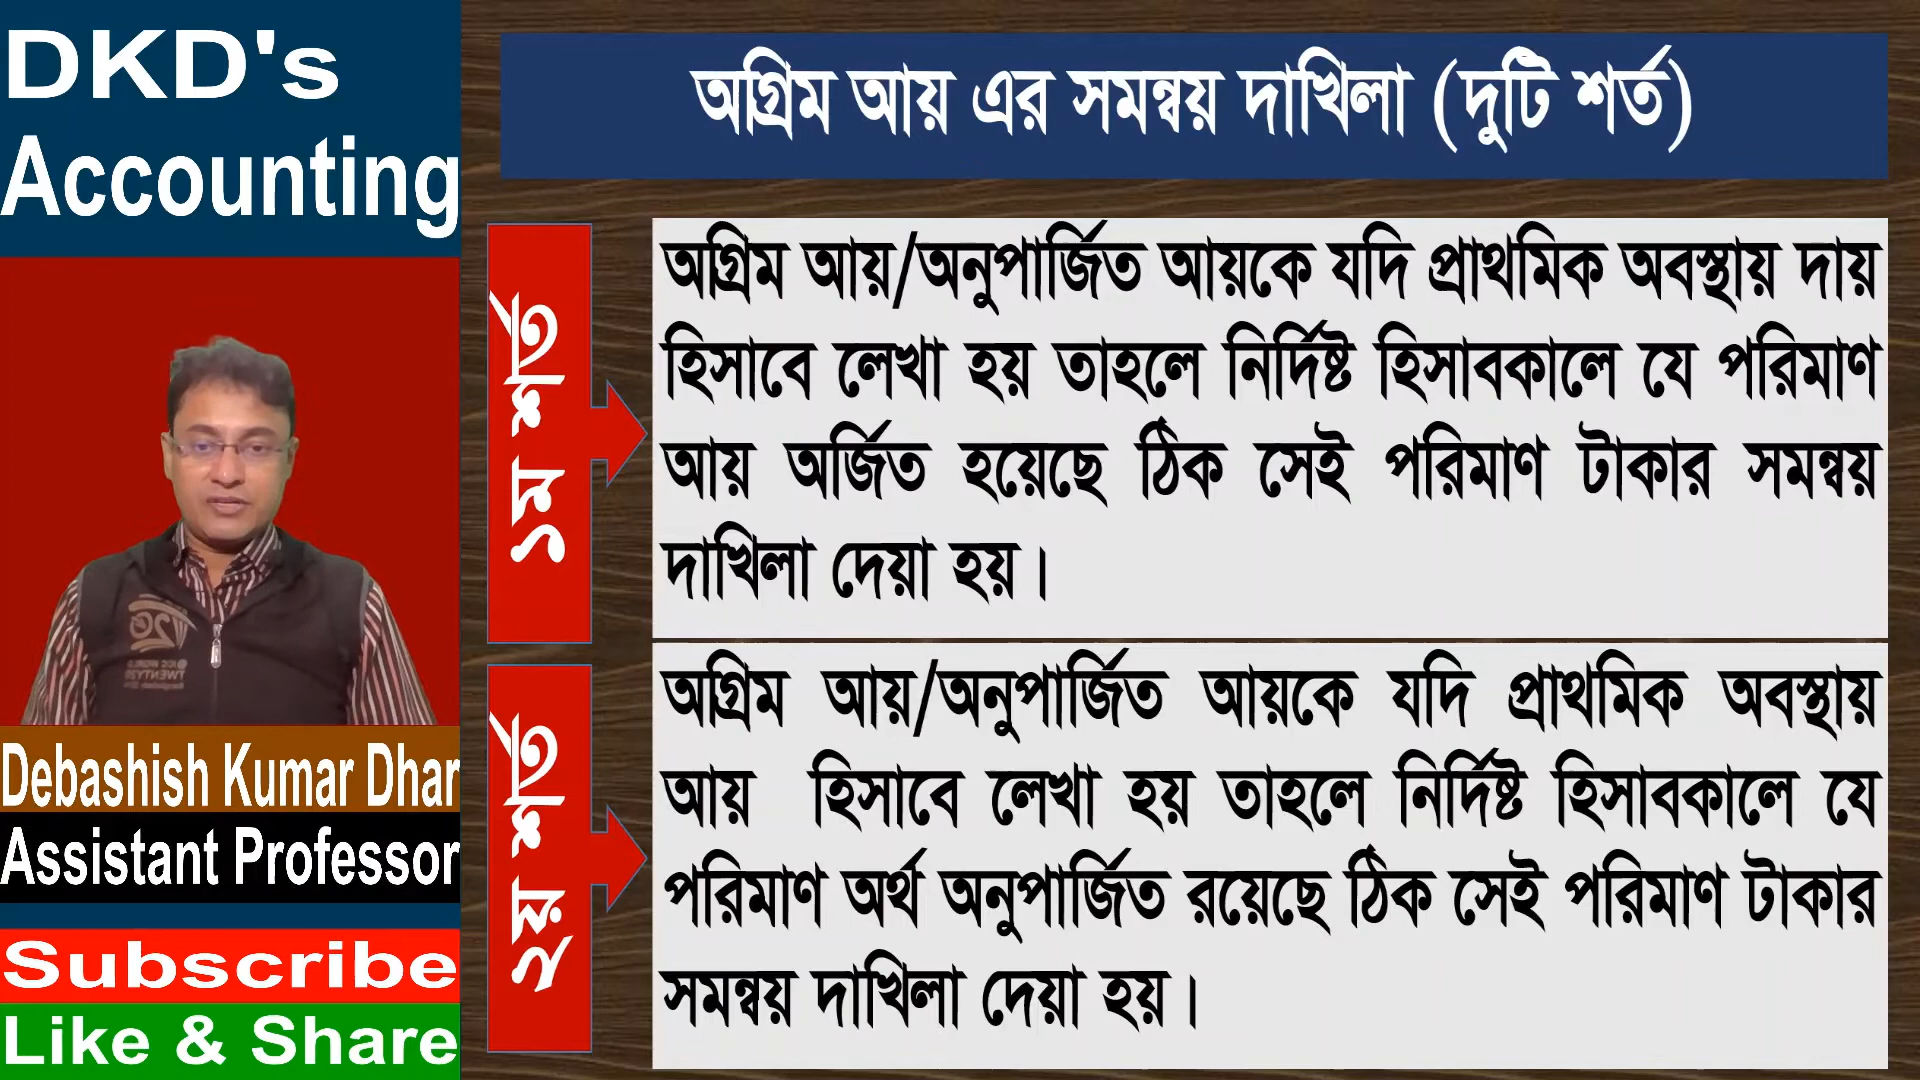 DKD's
Accounting
Debashish Kumar Dhar
Assistant Professor
Subscribe
Like & Share
অগ্রিম আয় এর সমন্বয় দাখিলা (দুটি শর্ত)
১ম শর্ত
অগ্রিম আয়/অনুপার্জিত আয়কে যদি প্রাথমিক অবস্থায় দায়
হিসাবে লেখা হয় তাহলে নির্দিষ্ট হিসাবকালে যে পরিমাণ
আয় অর্জিত হয়েছে ঠিক সেই পরিমাণ টাকার সমন্বয়
দাখিলা দেয়া হয়।
২য় শর্ত
অগ্রিম আয়/অনুপার্জিত আয়কে যদি প্রাথমিক অবস্থায়
আয় হিসাবে লেখা হয় তাহলে নির্দিষ্ট হিসাবকালে যে
পরিমাণ অর্থ অনুপার্জিত রয়েছে ঠিক সেই পরিমাণ টাকার
সমন্বয় দাখিলা দেয়া হয়।